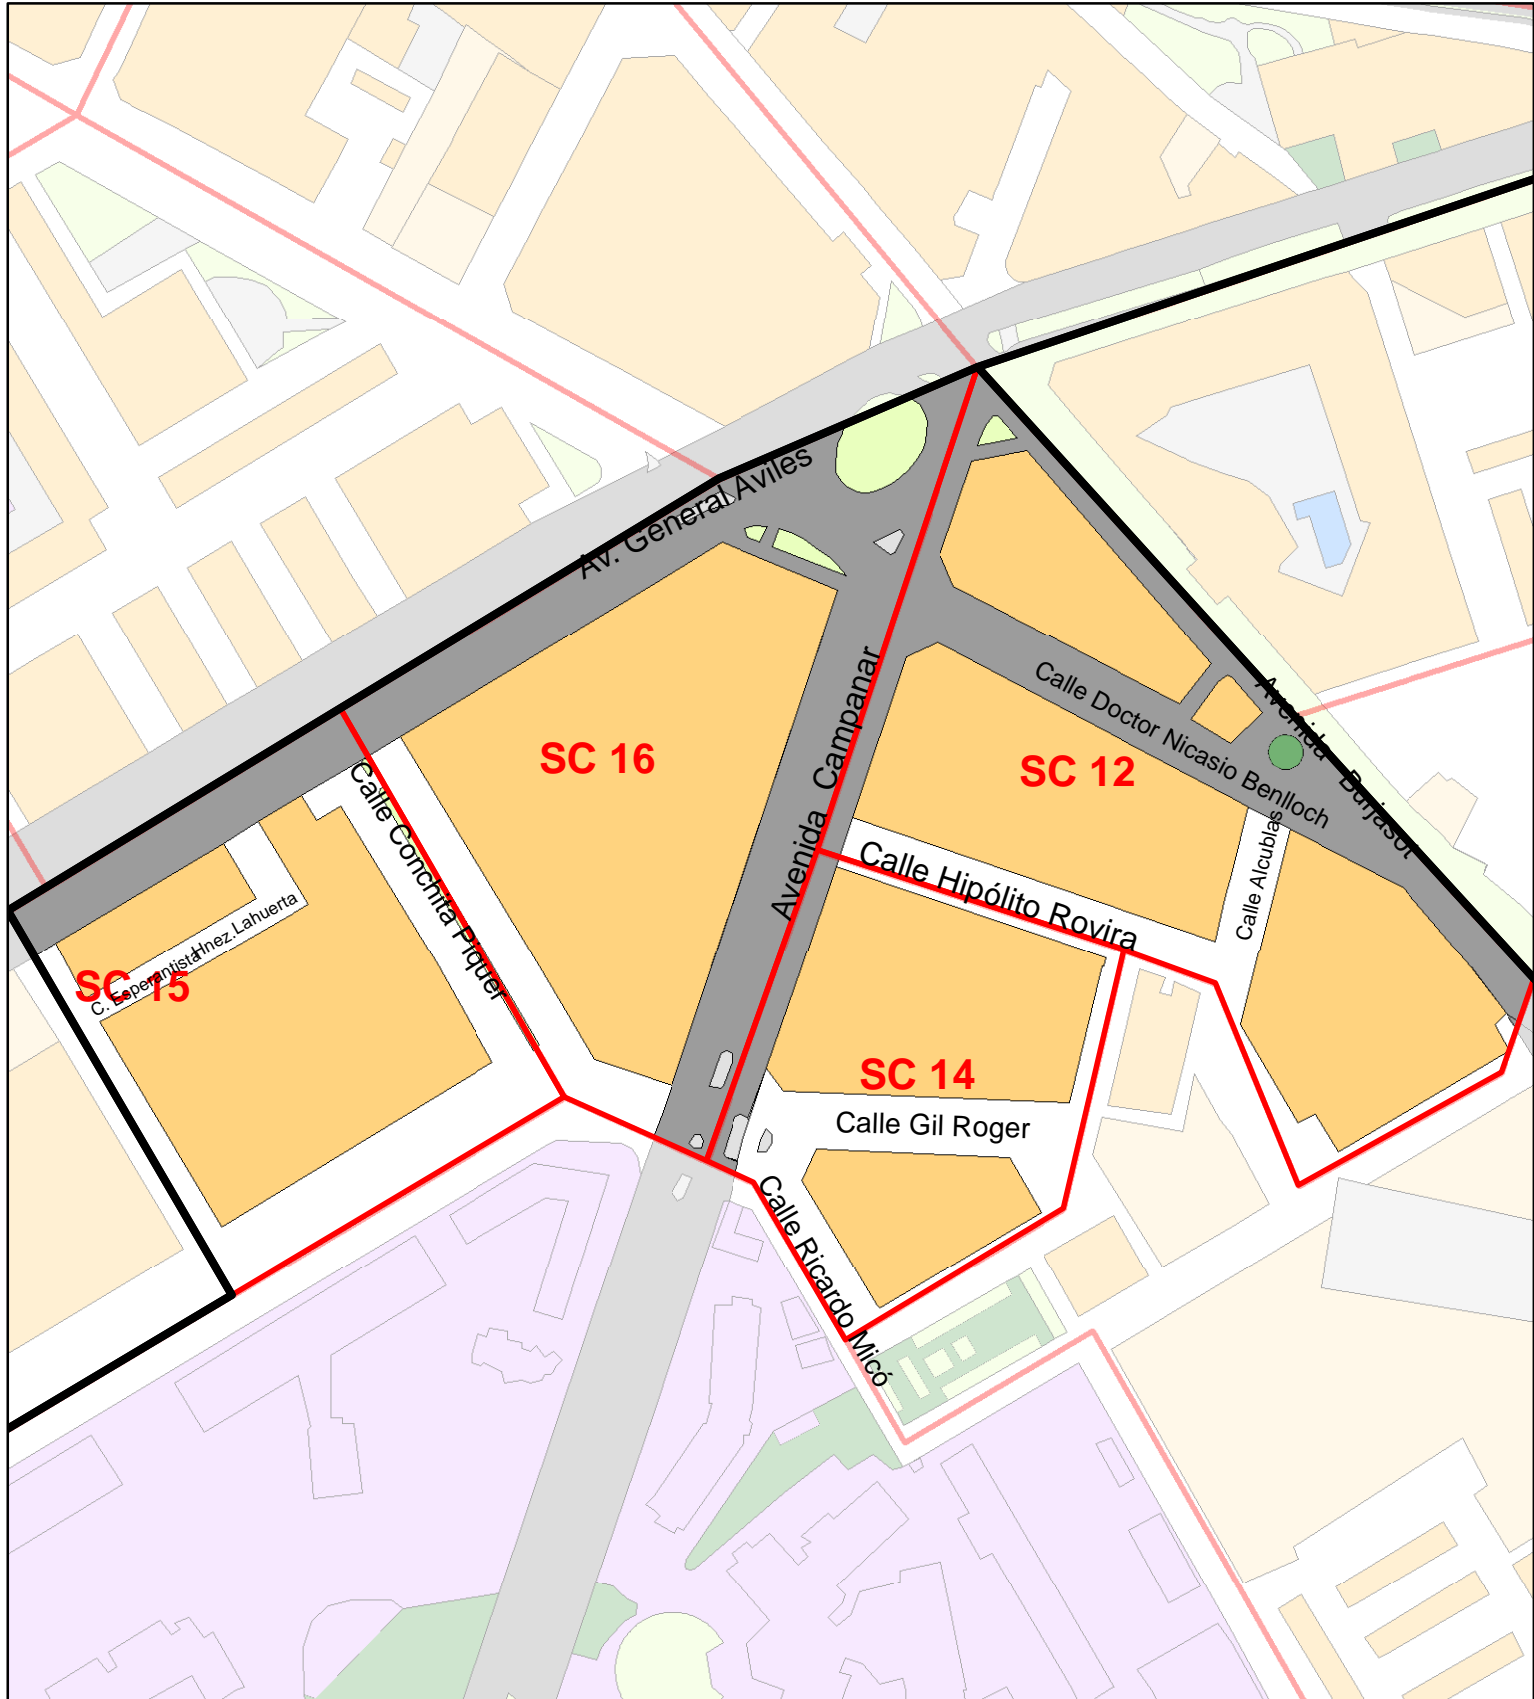 Av. General Aviles
Avenida Campanar
SC 16
SC 12
Calle Doctor Nicasio Benlloch
Avenida Burjasot
Calle Conchita Piquer
Calle Hipólito Rovira
Calle Alcublas
C. Esperantista Hnez.Lahuerta
SC 15
SC 14
Calle Gil Roger
Calle Ricardo Micó